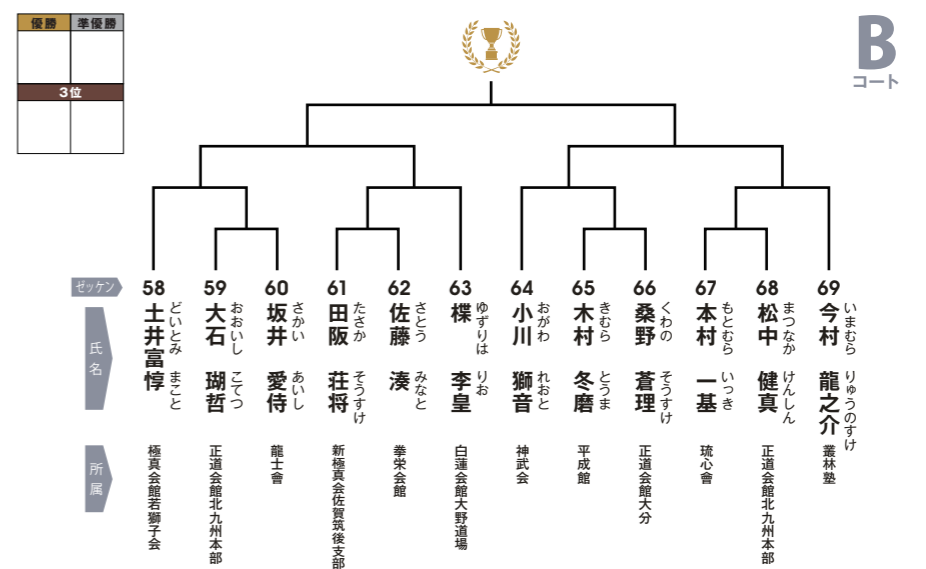 優勝
準優勝
3位
B
コート
ゼッケン
氏名
所属
58
土井富 惇
どいとみ まこと
極真会館若獅子会
59
大石 瑚哲
おおいし こてつ
正道会館北九州本部
60
坂井 愛侍
さかい あいし
龍士會
61
田阪 荘将
たさか そうすけ
新極真会佐賀筑後支部
62
佐藤 湊
さとう みなと
拳栄会館
63
楪 李皇
ゆずりは りお
白蓮会館大野道場
64
小川 獅音
おがわ れおと
神武会
65
木村 冬磨
きむら とうま
平成館
66
桑野 蒼理
くわの そうすけ
正道会館大分
67
本村 一基
もとむら いっき
琉心會
68
松中 健真
まつなか けんしん
正道会館北九州本部
69
今村 龍之介
いまむら りゅうのすけ
叢林塾